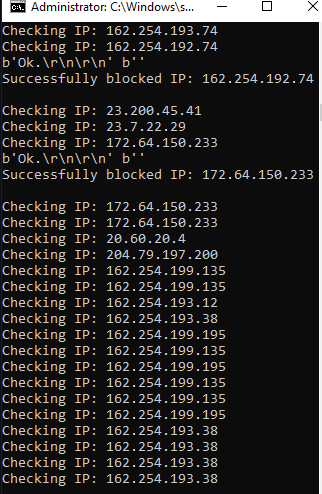 Administrator: C:\Windows\s...
Checking IP: 162.254.193.74
Checking IP: 162.254.192.74
b'Ok.\r\n\r\n' b''
Successfully blocked IP: 162.254.192.74
Checking IP: 23.200.45.41
Checking IP: 23.7.22.29
Checking IP: 172.64.150.233
b'Ok.\r\n\r\n' b''
Successfully blocked IP: 172.64.150.233
Checking IP: 172.64.150.233
Checking IP: 172.64.150.233
Checking IP: 20.60.20.4
Checking IP: 204.79.197.200
Checking IP: 162.254.199.135
Checking IP: 162.254.199.135
Checking IP: 162.254.193.12
Checking IP: 162.254.193.38
Checking IP: 162.254.199.195
Checking IP: 162.254.199.135
Checking IP: 162.254.199.195
Checking IP: 162.254.199.135
Checking IP: 162.254.199.135
Checking IP: 162.254.199.195
Checking IP: 162.254.193.38
Checking IP: 162.254.193.38
Checking IP: 162.254.193.38
Checking IP: 162.254.193.38